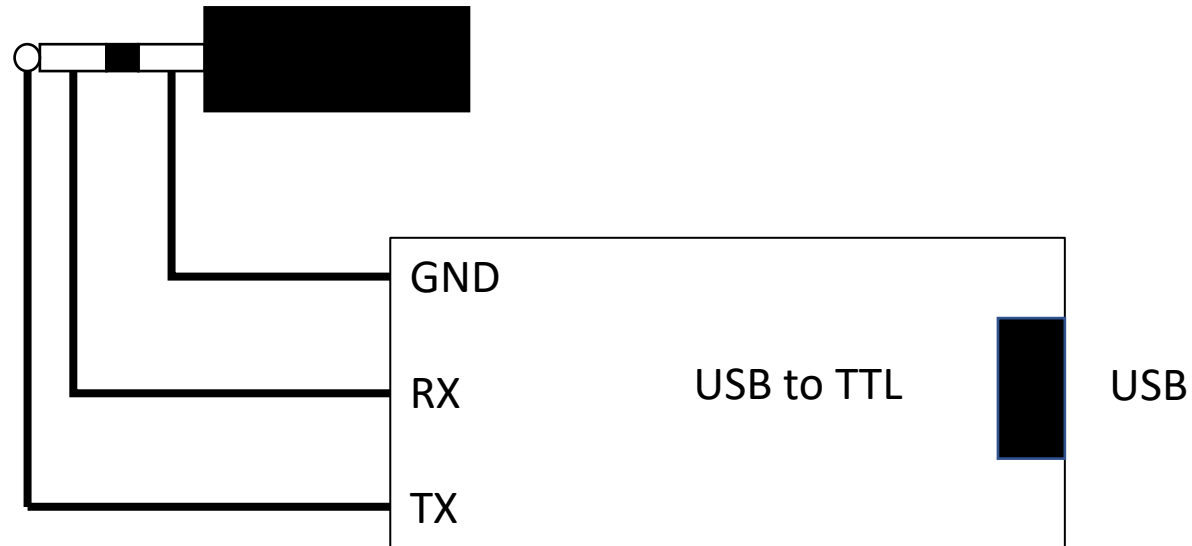 GND
RX
USB to TTL
USB
TX